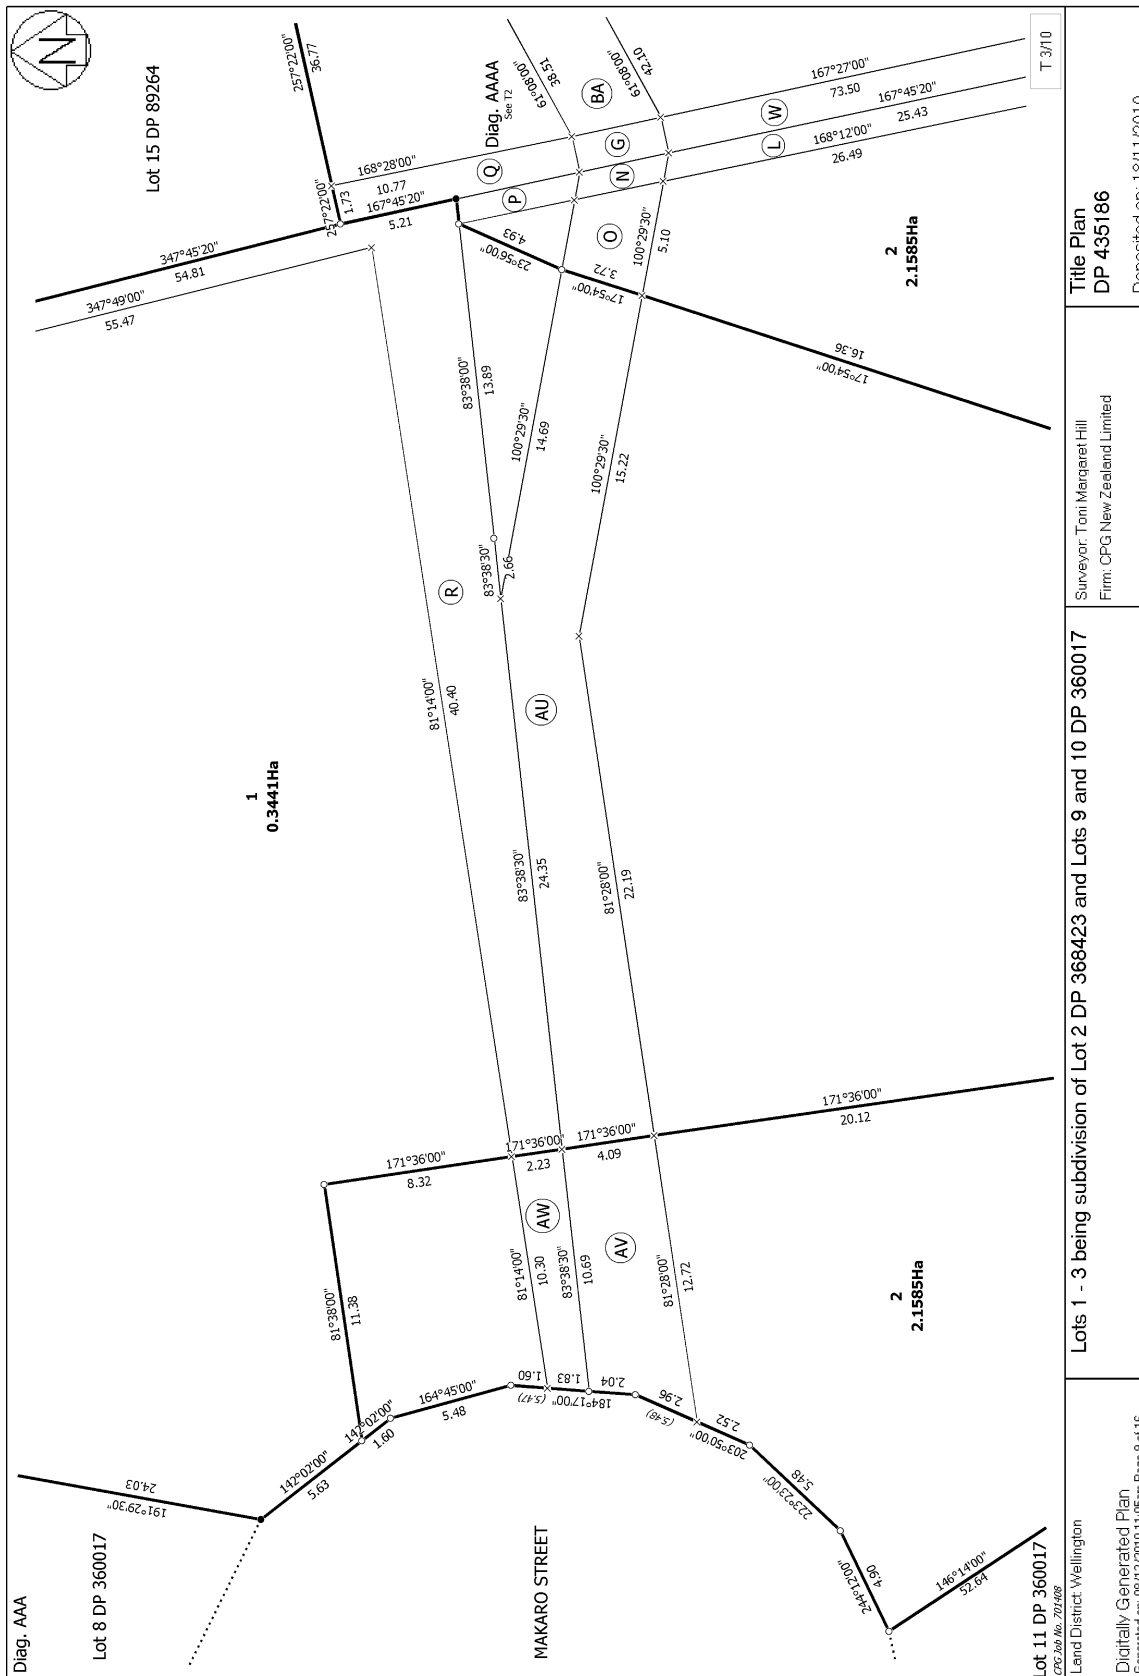 Diag. AAA
Lot 8 DP 360017
191°29'30"
24.03
142°02'00"
5.63
142°02'00"
1.60
81°38'00"
11.38
164°45'00"
5.48
171°36'00"
8.32
1
0.3441Ha
Lot 15 DP 89264
N
257°22'00"
36.77
257°22'00"
1.73
347°45'20"
54.81
347°49'00"
55.47
168°28'00"
10.77
167°45'20"
5.21
Diag. AAAA
See T2
61°08'00"
38.51
61°08'00"
42.10
BA
Q
G
P
N
O
W
L
167°27'00"
73.50
167°45'20"
25.43
168°12'00"
26.49
T 3/10
23°56'00"
4.93
17°54'00"
3.72
100°29'30"
5.10
83°38'00"
13.89
100°29'30"
14.69
100°29'30"
15.22
17°54'00"
16.36
2
2.1585Ha
83°38'30"
2.66
R
81°14'00"
40.40
AU
83°38'30"
24.35
81°28'00"
22.19
171°36'00"
2.23
171°36'00"
4.09
171°36'00"
20.12
AW
AV
81°14'00"
10.30
83°38'30"
10.69
81°28'00"
12.72
1.60
(5.47)
1.83
184°17'00"
2.04
2.96
(5.48)
203°50'00"
2.52
223°23'00"
5.48
244°12'00"
4.90
146°14'00"
52.64
2
2.1585Ha
MAKARO STREET
Lot 11 DP 360017
CPG Job No. 701408
Land District: Wellington
Digitally Generated Plan
Lots 1 - 3 being subdivision of Lot 2 DP 368423 and Lots 9 and 10 DP 360017
Surveyor: Toni Margaret Hill
Firm: CPG New Zealand Limited
Title Plan
DP 435186
Deposited on: 18/11/2010